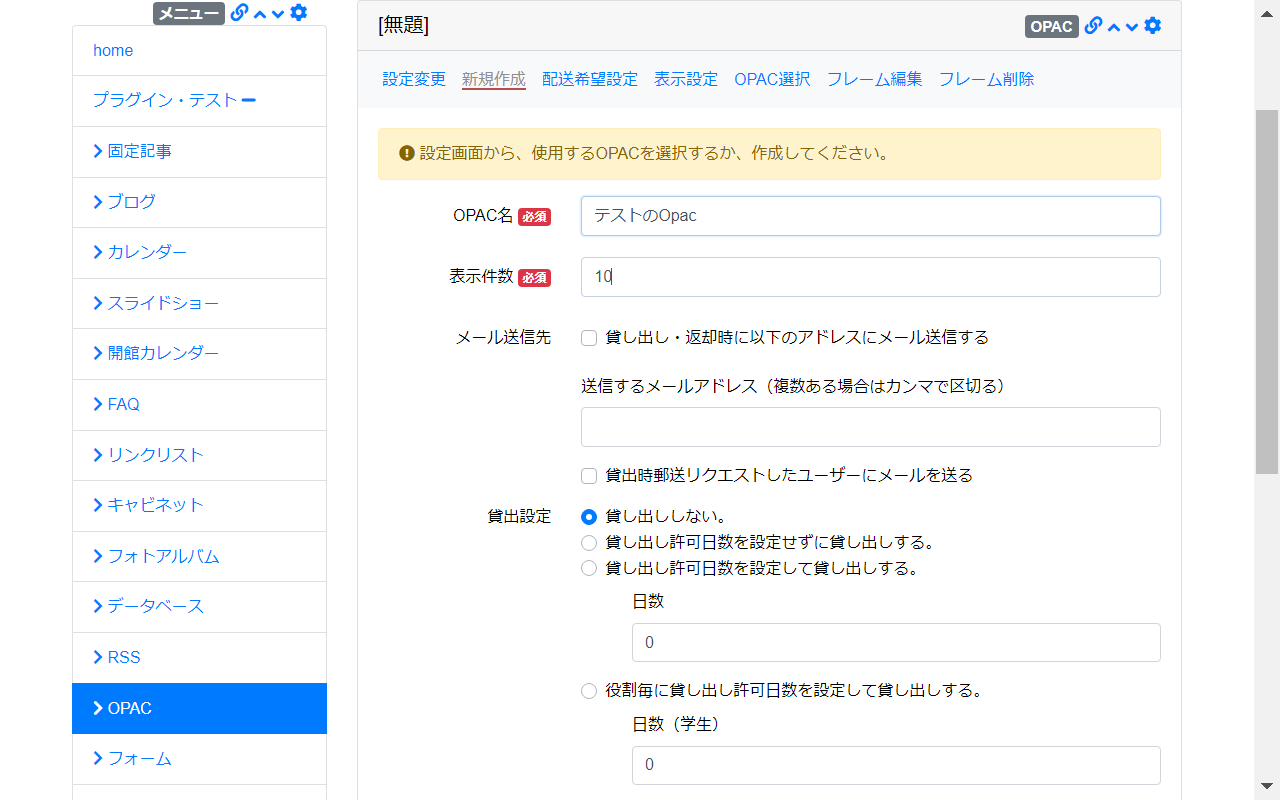 メニュー
home
プラグイン・テスト
固定記事
ブログ
カレンダー
スライドショー
開館カレンダー
FAQ
リンクリスト
キャビネット
フォトアルバム
データベース
RSS
OPAC
フォーム
[無題]
OPAC
設定変更 新規作成 配送希望設定 表示設定 OPAC選択 フレーム編集 フレーム削除
設定画面から、使用するOPACを選択するか、作成してください。
OPAC名 必須 テストのOpac
表示件数 必須 10
メール送信先 貸し出し・返却時に以下のアドレスにメール送信する
送信するメールアドレス（複数ある場合はカンマで区切る）
貸出時郵送リクエストしたユーザーにメールを送る
貸出設定 貸し出ししない。
貸し出し許可日数を設定せずに貸し出しする。
貸し出し許可日数を設定して貸し出しする。
日数
0
役割毎に貸し出し許可日数を設定して貸し出しする。
日数（学生）
0